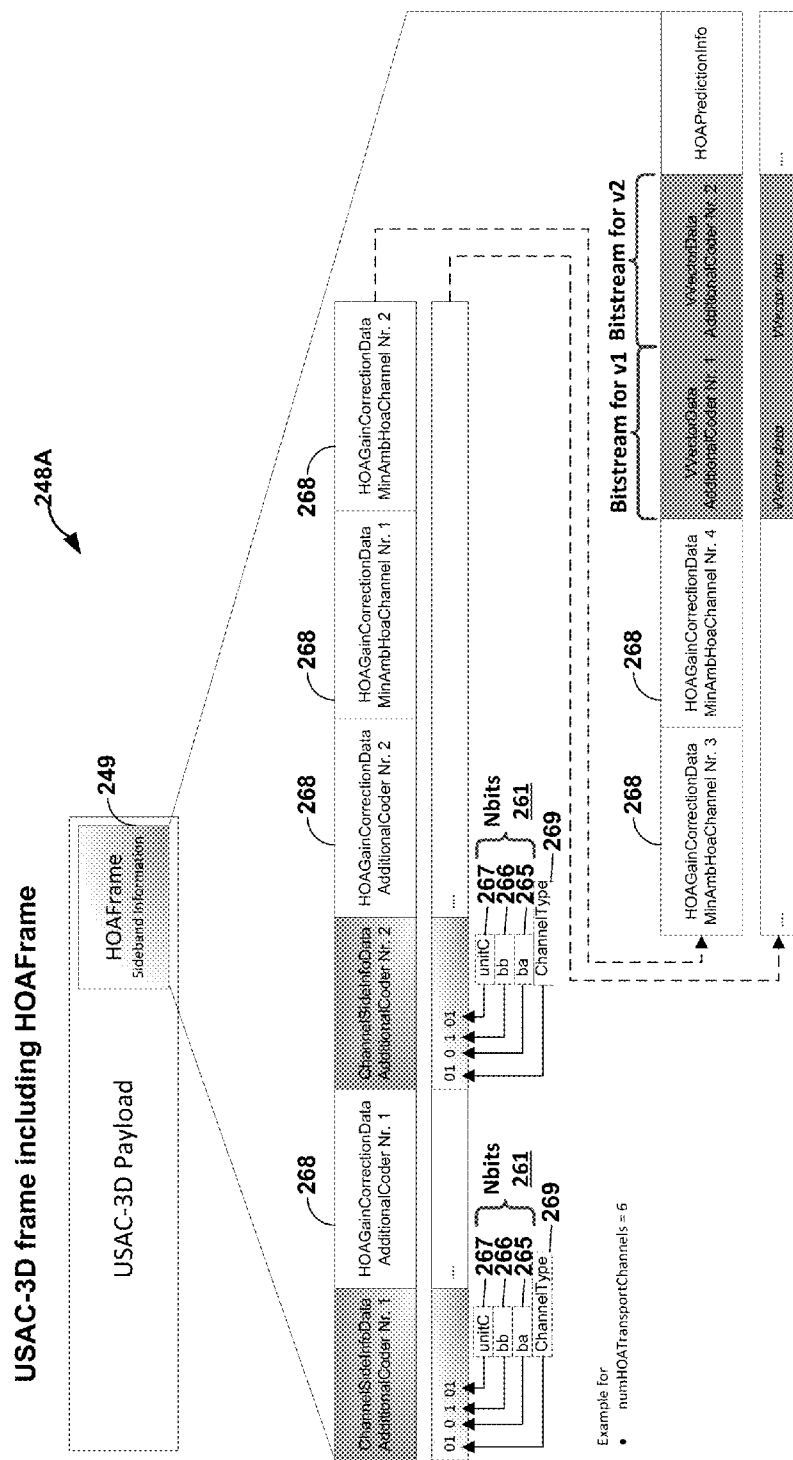 USAC-3D frame including HOAFrame
248A
USAC-3D Payload
HOAFrame
Sideband Information
249
ChannelSideInfoData
AdditionalCoder Nr. 1
HOAGainCorrectionData
AdditionalCoder Nr. 1
268
ChannelSideInfoData
AdditionalCoder Nr. 2
HOAGainCorrectionData
AdditionalCoder Nr. 2
268
HOAGainCorrectionData
MinAmbHoaChannel Nr. 1
268
HOAGainCorrectionData
MinAmbHoaChannel Nr. 2
268
01 0 1 01
....
01 0 1 01
....
unitC
267
bb
266
ba
265
ChannelType
269
Nbits
261
unitC
267
bb
266
ba
265
ChannelType
269
Nbits
261
Bitstream for v1
Bitstream for v2
268
HOAGainCorrectionData
MinAmbHoaChannel Nr. 3
268
HOAGainCorrectionData
MinAmbHoaChannel Nr. 4
VVectorData
AdditionalCoder Nr. 1
VVectorData
AdditionalCoder Nr. 2
HOAPredictionInfo
....
VVector data
VVector data
....
Example for
• numHOATransportChannels = 6